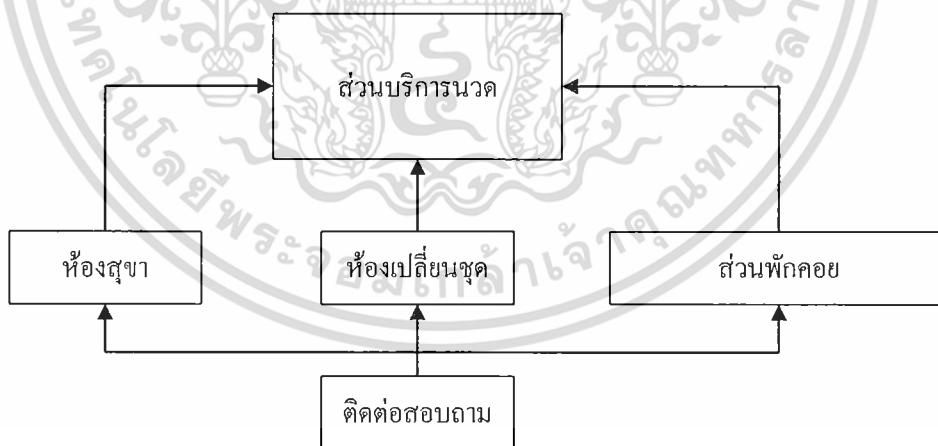 ส่วนบริการนวด
ห้องสุขา
ห้องเปลี่ยนชุด
ส่วนพักคอย
ติดต่อสอบถาม